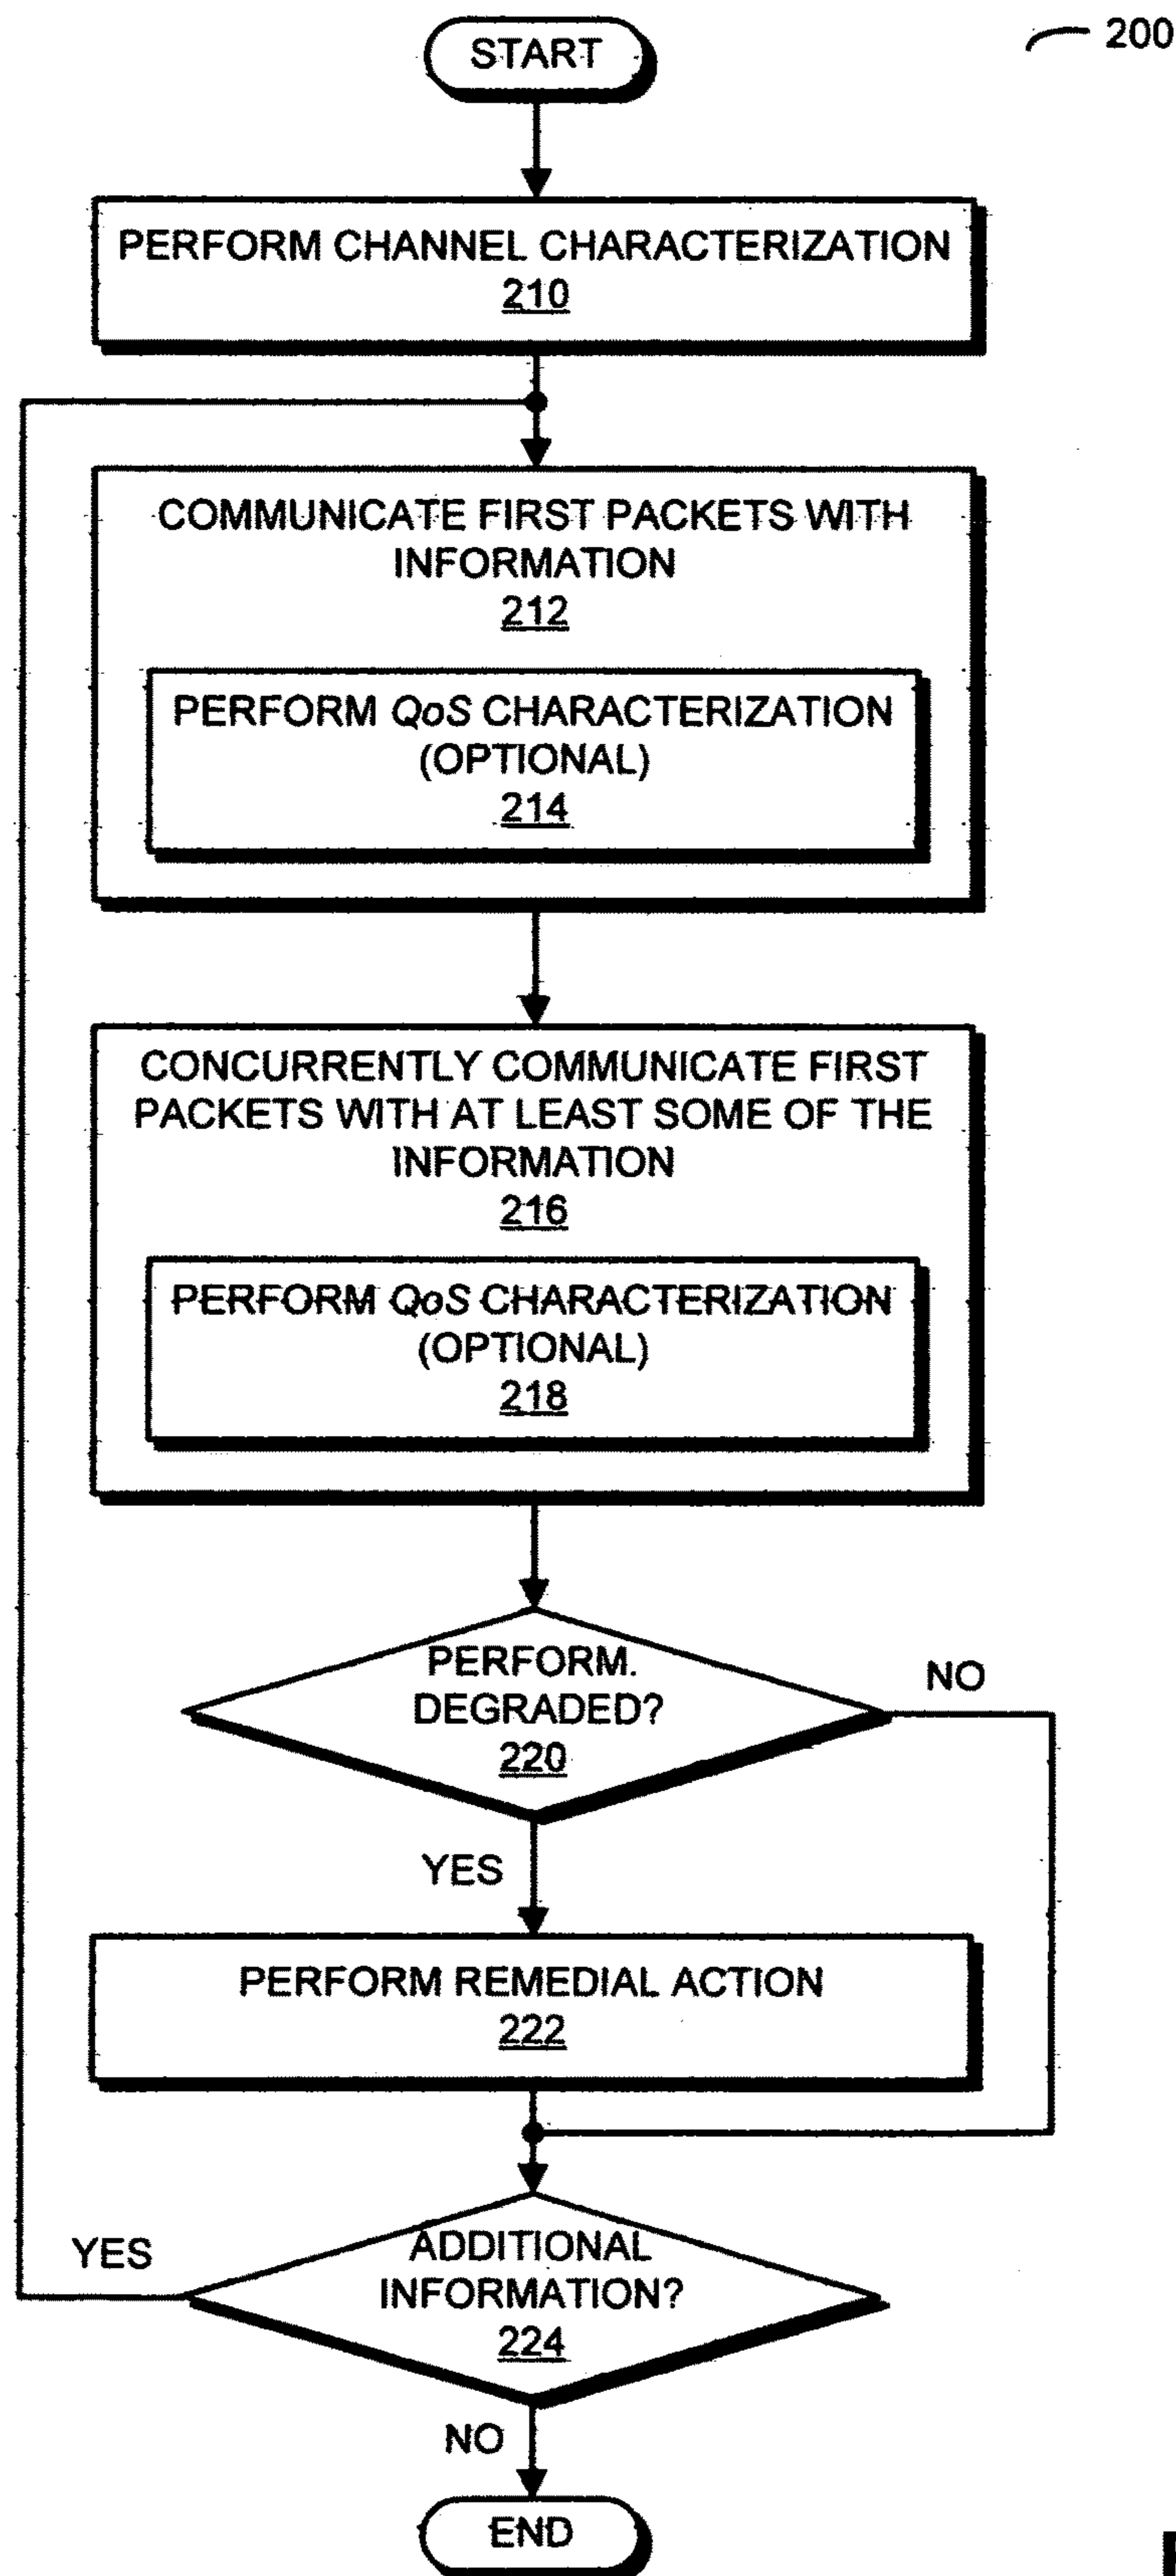 START
200
PERFORM CHANNEL CHARACTERIZATION
210
COMMUNICATE FIRST PACKETS WITH
INFORMATION
212
PERFORM QoS CHARACTERIZATION
(OPTIONAL)
214
CONCURRENTLY COMMUNICATE FIRST
PACKETS WITH AT LEAST SOME OF THE
INFORMATION
216
PERFORM QoS CHARACTERIZATION
(OPTIONAL)
218
PERFORM.
DEGRADED?
220
NO
YES
PERFORM REMEDIAL ACTION
222
YES
ADDITIONAL
INFORMATION?
224
NO
END